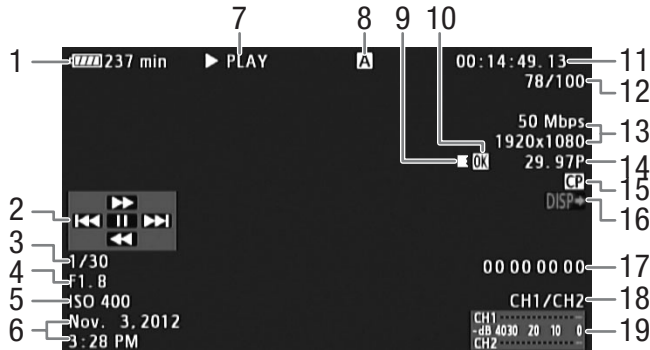 7 8 9 10
1 237 min PLAY A 00:14:49.13 11
78/100 12
50 Mbps 13
1920x1080
OK 29.97P 14
CP 15
DISP 16
2
3 1/30
4 F1.8
00 00 00 00 17
5 ISO 400
CH1/CH2 18
6 Nov. 3,2012
3:28 PM
CH1
-dB 4030 20 10 0 19
CH2